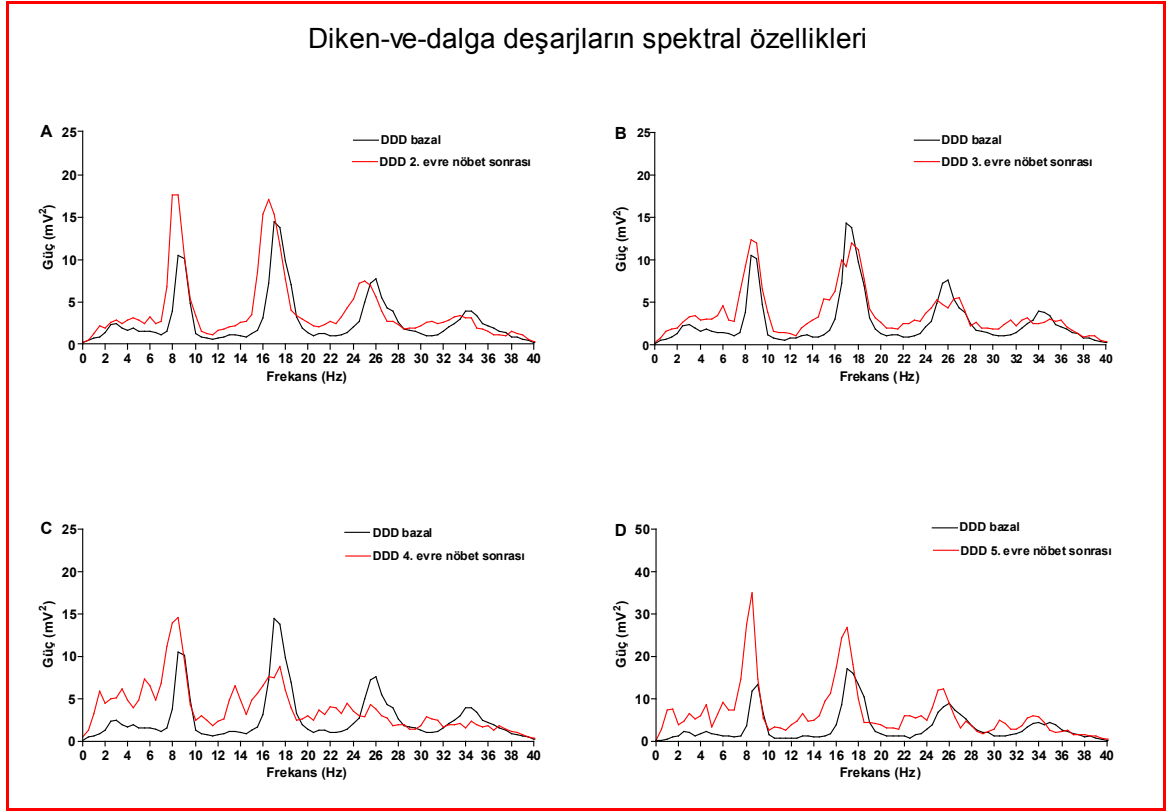 Diken-ve-dalga deşarjların spektral özellikleri
A
DDD bazal
DDD 2. evre nöbet sonrası
Güç (mV²)
25
20
15
10
5
0
0 2 4 6 8 10 12 14 16 18 20 22 24 26 28 30 32 34 36 38 40
Frekans (Hz)
B
DDD bazal
DDD 3. evre nöbet sonrası
Güç (mV²)
25
20
15
10
5
0
0 2 4 6 8 10 12 14 16 18 20 22 24 26 28 30 32 34 36 38 40
Frekans (Hz)
C
DDD bazal
DDD 4. evre nöbet sonrası
Güç (mV²)
25
20
15
10
5
0
0 2 4 6 8 10 12 14 16 18 20 22 24 26 28 30 32 34 36 38 40
Frekans (Hz)
D
DDD bazal
DDD 5. evre nöbet sonrası
Güç (mV²)
50
40
30
20
10
0
0 2 4 6 8 10 12 14 16 18 20 22 24 26 28 30 32 34 36 38 40
Frekans (Hz)